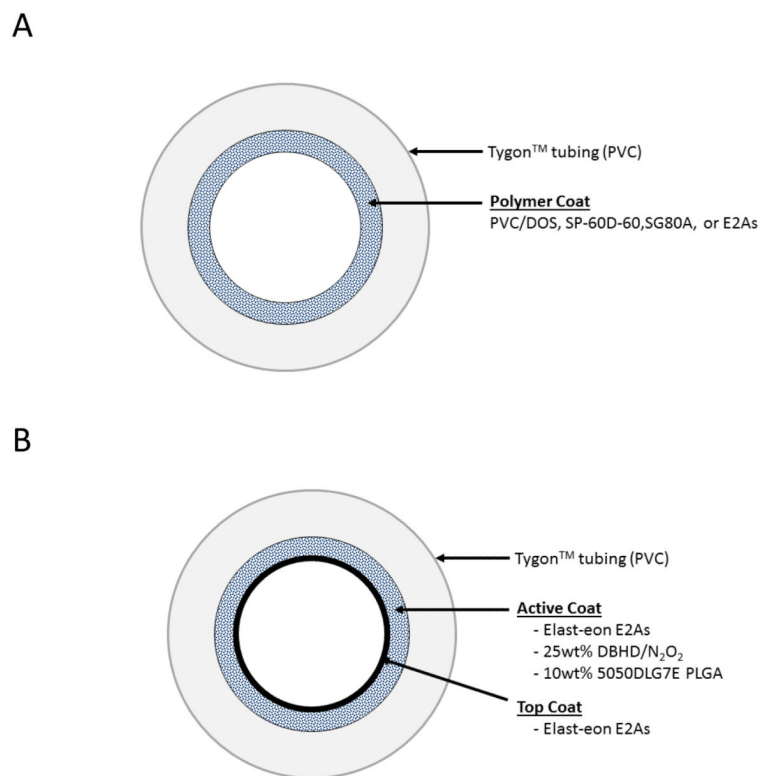 A
Tygon™ tubing (PVC)
Polymer Coat
PVC/DOS, SP-60D-60,SG80A, or E2As
B
Tygon™ tubing (PVC)
Active Coat
- Elast-eon E2As
- 25wt% DBHD/N₂O₂
- 10wt% 5050DLG7E PLGA
Top Coat
- Elast-eon E2As